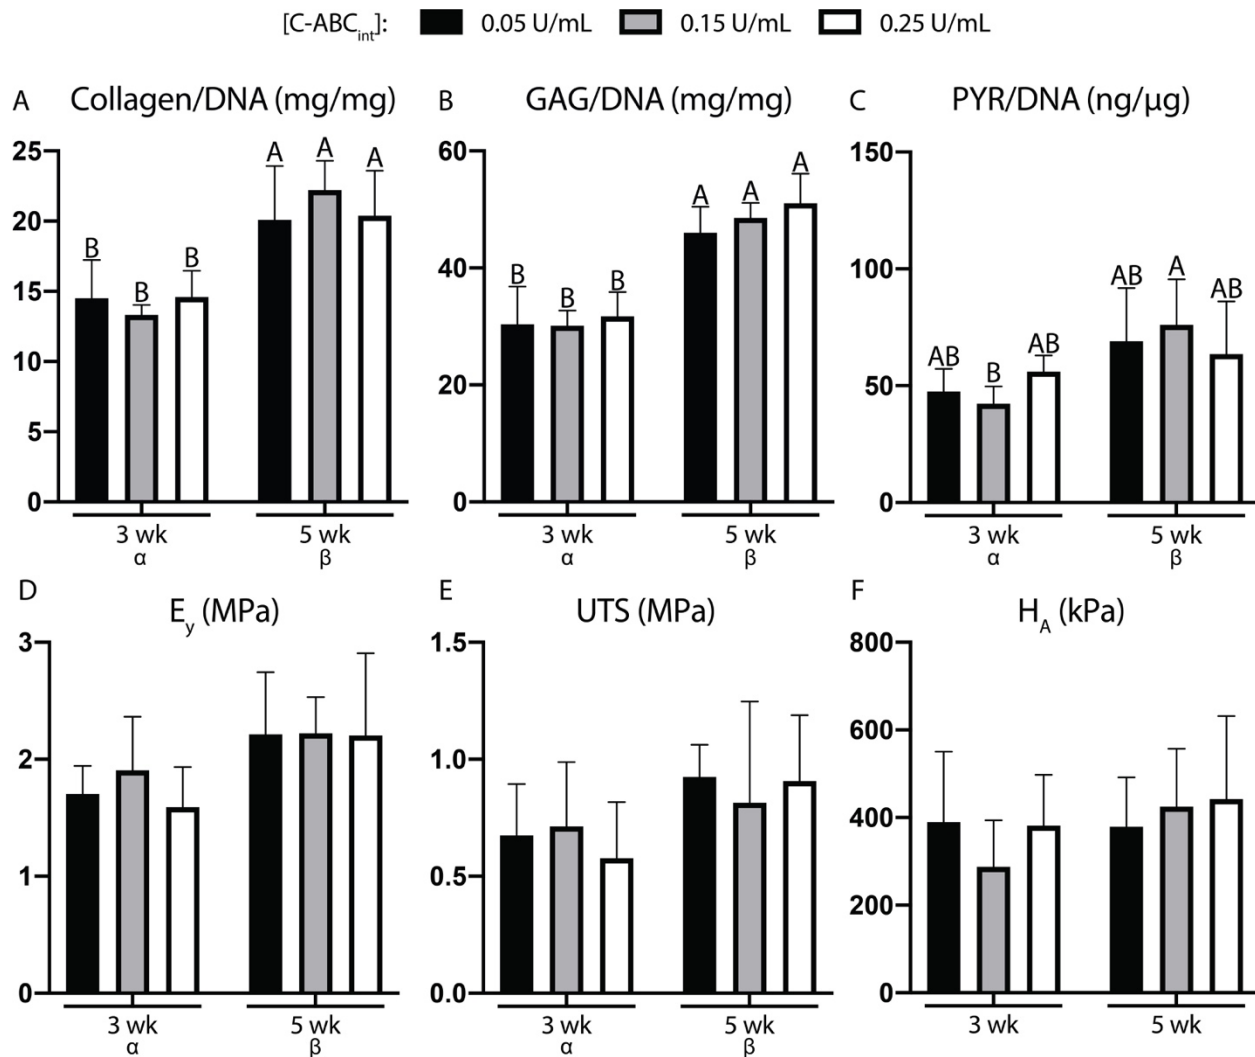 [C-ABCint]: 0.05 U/mL 0.15 U/mL 0.25 U/mL
A Collagen/DNA (mg/mg)
25
20
15
10
5
0
B B B A A A
3 wk 5 wk
α β
B GAG/DNA (mg/mg)
60
40
20
0
B B B A A A
3 wk 5 wk
α β
C PYR/DNA (ng/μg)
150
100
50
0
AB B AB AB A AB
3 wk 5 wk
α β
D Ey (MPa)
3
2
1
0
3 wk 5 wk
α β
E UTS (MPa)
1.5
1.0
0.5
0.0
3 wk 5 wk
α β
F HA (kPa)
800
600
400
200
0
3 wk 5 wk